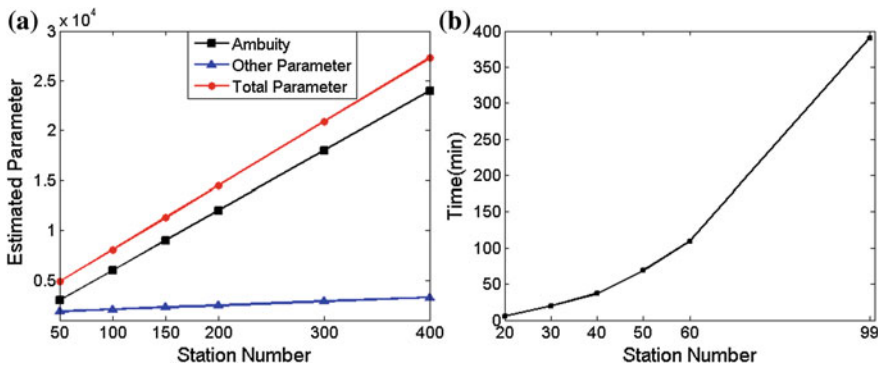 (a)
3 x 10⁴
2.5
2
1.5
1
0.5
Estimated Parameter
50 100 150 200 300 400
Station Number
Ambuity
Other Parameter
Total Parameter
(b)
400
350
300
250
200
150
100
50
0
Time(min)
20 30 40 50 60 99
Station Number